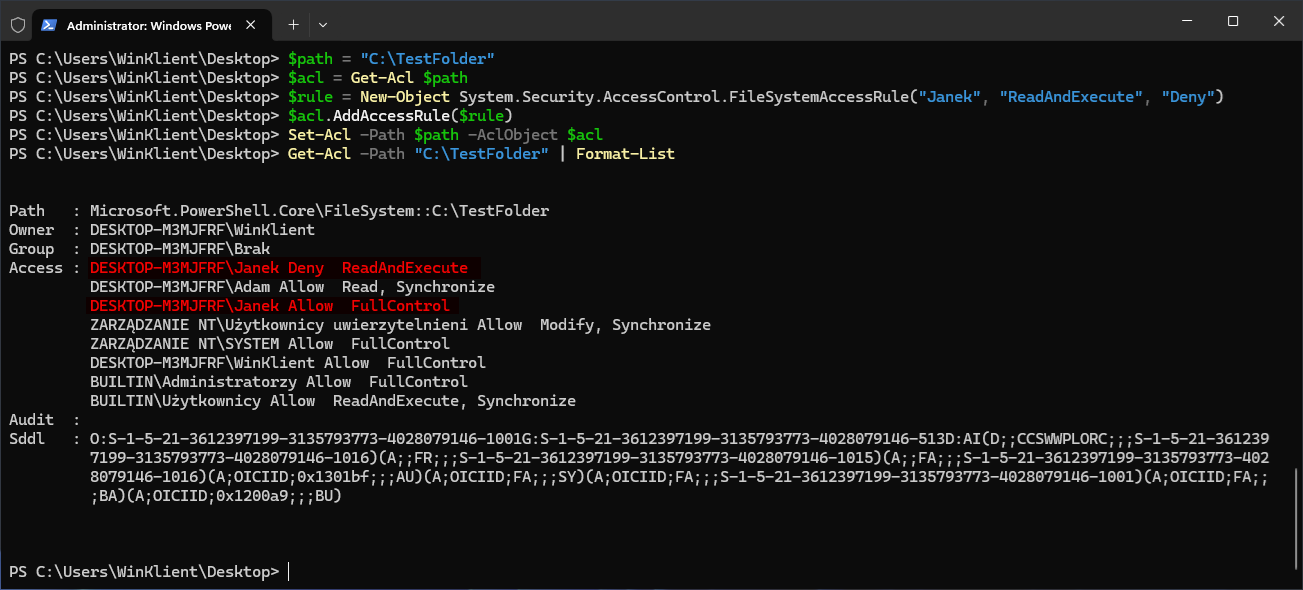 Administrator: Windows Powe
PS C:\Users\WinKlient\Desktop> $path = "C:\TestFolder"
PS C:\Users\WinKlient\Desktop> $acl = Get-Acl $path
PS C:\Users\WinKlient\Desktop> $rule = New-Object System.Security.AccessControl.FileSystemAccessRule("Janek", "ReadAndExecute", "Deny")
PS C:\Users\WinKlient\Desktop> $acl.AddAccessRule($rule)
PS C:\Users\WinKlient\Desktop> Set-Acl -Path $path -AclObject $acl
PS C:\Users\WinKlient\Desktop> Get-Acl -Path "C:\TestFolder" | Format-List
Path   : Microsoft.PowerShell.Core\FileSystem::C:\TestFolder
Owner  : DESKTOP-M3MJFRF\WinKlient
Group  : DESKTOP-M3MJFRF\Brak
Access : DESKTOP-M3MJFRF\Janek Deny  ReadAndExecute
DESKTOP-M3MJFRF\Adam Allow  Read, Synchronize
DESKTOP-M3MJFRF\Janek Allow  FullControl
ZARZĄDZANIE NT\Użytkownicy uwierzytelnieni Allow  Modify, Synchronize
ZARZĄDZANIE NT\SYSTEM Allow  FullControl
DESKTOP-M3MJFRF\WinKlient Allow  FullControl
BUILTIN\Administratorzy Allow  FullControl
BUILTIN\Użytkownicy Allow  ReadAndExecute, Synchronize
Audit  :
Sddl   : O:S-1-5-21-3612397199-3135793773-4028079146-1001G:S-1-5-21-3612397199-3135793773-4028079146-513D:AI(D;;CCSWWPLORC;;;S-1-5-21-361239
7199-3135793773-4028079146-1016)(A;;FR;;;S-1-5-21-3612397199-3135793773-4028079146-1015)(A;;FA;;;S-1-5-21-3612397199-3135793773-402
8079146-1016)(A;OICIID;0x1301bf;;;AU)(A;OICIID;FA;;;SY)(A;OICIID;FA;;;S-1-5-21-3612397199-3135793773-4028079146-1001)(A;OICIID;FA;;
;BA)(A;OICIID;0x1200a9;;;BU)
PS C:\Users\WinKlient\Desktop>